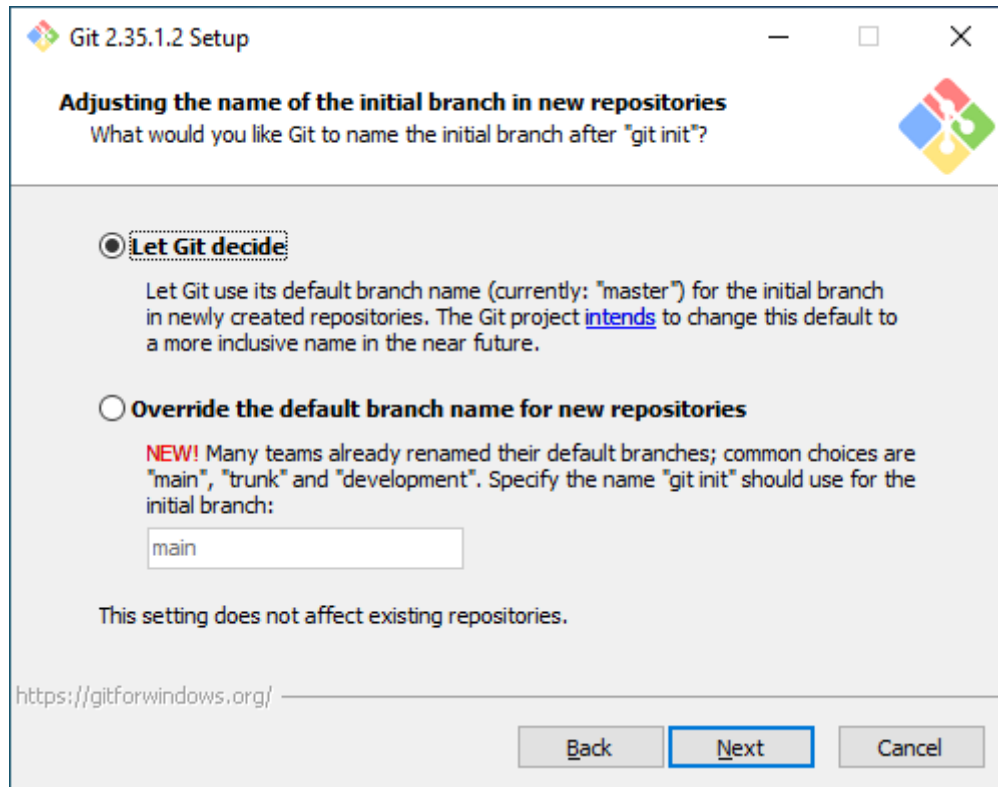 Git 2.35.1.2 Setup
Adjusting the name of the initial branch in new repositories
What would you like Git to name the initial branch after "git init"?
Let Git decide
Let Git use its default branch name (currently: "master") for the initial branch
in newly created repositories. The Git project intends to change this default to
a more inclusive name in the near future.
Override the default branch name for new repositories
NEW! Many teams already renamed their default branches; common choices are
"main", "trunk" and "development". Specify the name "git init" should use for the
initial branch:
main
This setting does not affect existing repositories.
https://gitforwindows.org/
Back Next Cancel